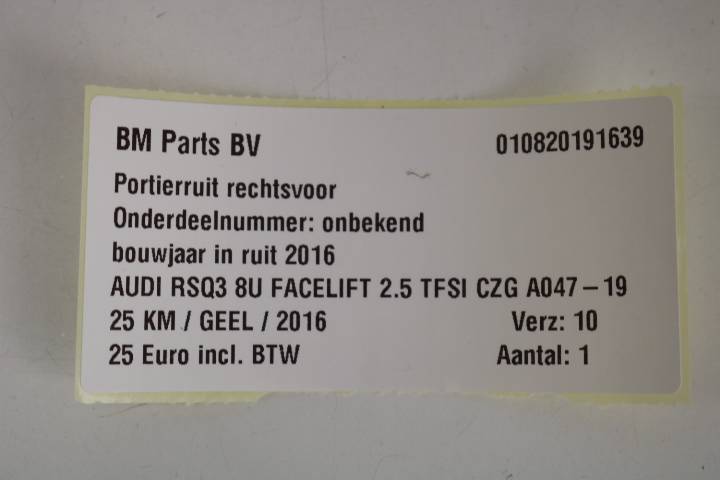 BM Parts BV 010820191639
Portierruit rechtsvoor
Onderdeelnummer: onbekend
bouwjaar in ruit 2016
AUDI RSQ3 8U FACELIFT 2.5 TFSI CZG A047 – 19
25 KM / GEEL / 2016 Verz: 10
25 Euro incl. BTW Aantal: 1